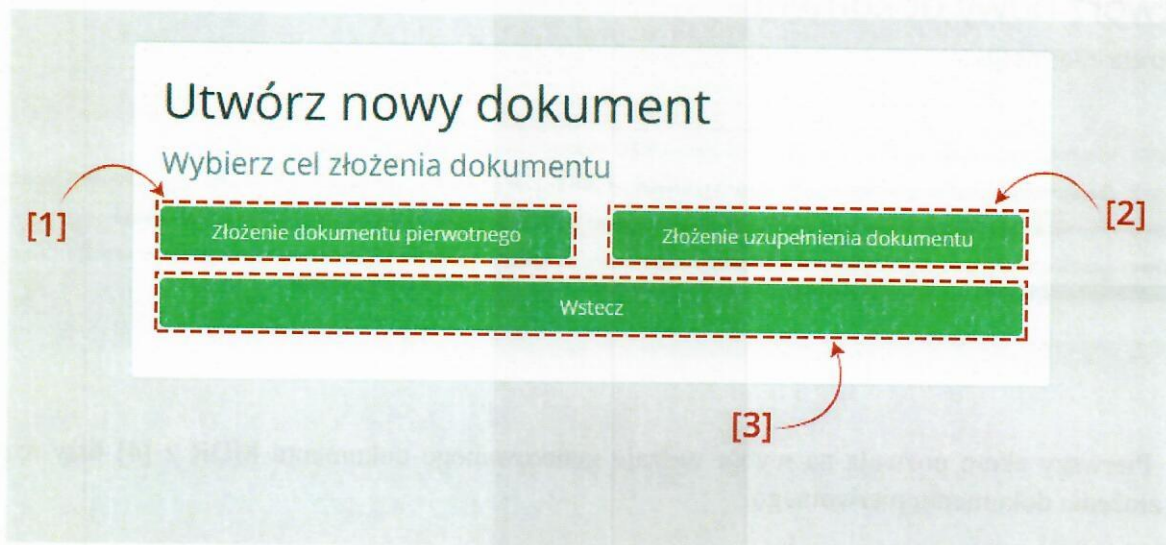 Utwórz nowy dokument
Wybierz cel złożenia dokumentu
[1]
[2]
Złożenie dokumentu pierwotnego
Złożenie uzupełnienia dokumentu
Wstecz
[3]